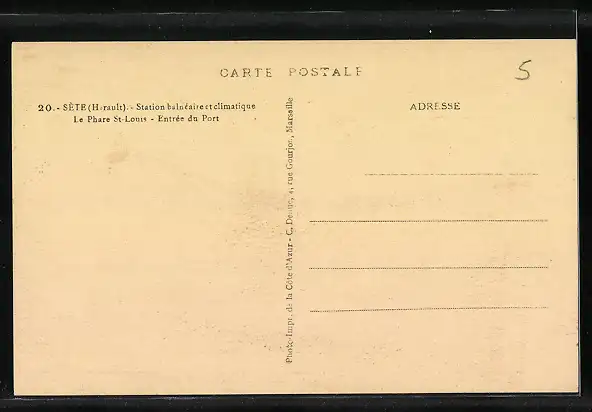 CARTE POSTALE
5
20. - SÈTE (Hérault). - Station balnéaire et climatique
Le Phare St-Louis - Entrée du Port
ADRESSE
Photo-Impr. de la Côte d'Azur - C. 4, rue Gourjon, Marseille